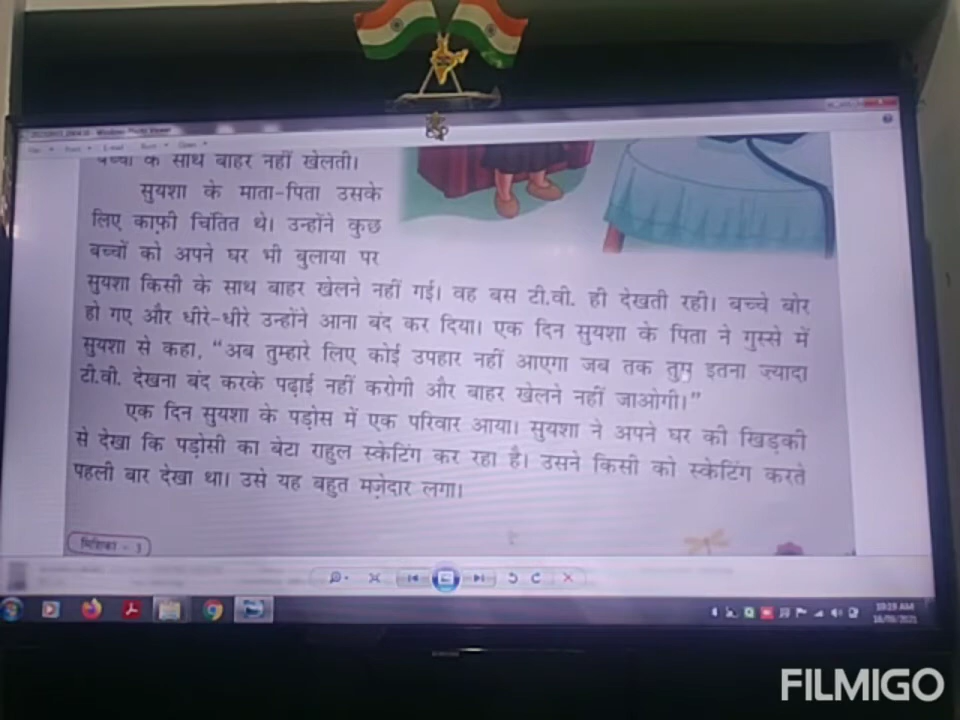 के साथ बाहर नहीं खेलती।
सुयशा के माता-पिता उसके
लिए काफ़ी चिंतित थे। उन्होंने कुछ
बच्चों को अपने घर भी बुलाया पर
सुयशा किसी के साथ बाहर खेलने नहीं गई। वह बस टी.वी. ही देखती रही। बच्चे बोर
हो गए और धीरे-धीरे उन्होंने आना बंद कर दिया। एक दिन सुयशा के पिता ने गुस्से में
सुयशा से कहा, “अब तुम्हारे लिए कोई उपहार नहीं आएगा जब तक तुम इतना ज़्यादा
टी.वी. देखना बंद करके पढ़ाई नहीं करोगी और बाहर खेलने नहीं जाओगी।”
एक दिन सुयशा के पड़ोस में एक परिवार आया। सुयशा ने अपने घर की खिड़की
से देखा कि पड़ोसी का बेटा राहुल स्केटिंग कर रहा है। उसने किसी को स्केटिंग करते
पहली बार देखा था। उसे यह बहुत मज़ेदार लगा।
10:19 AM
FILMIGO